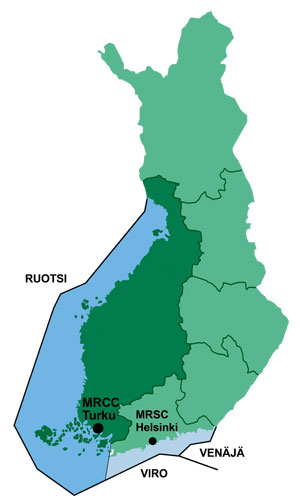 RUOTSI
MRCC
Turku
MRSC
Helsinki
VENÄJÄ
VIRO